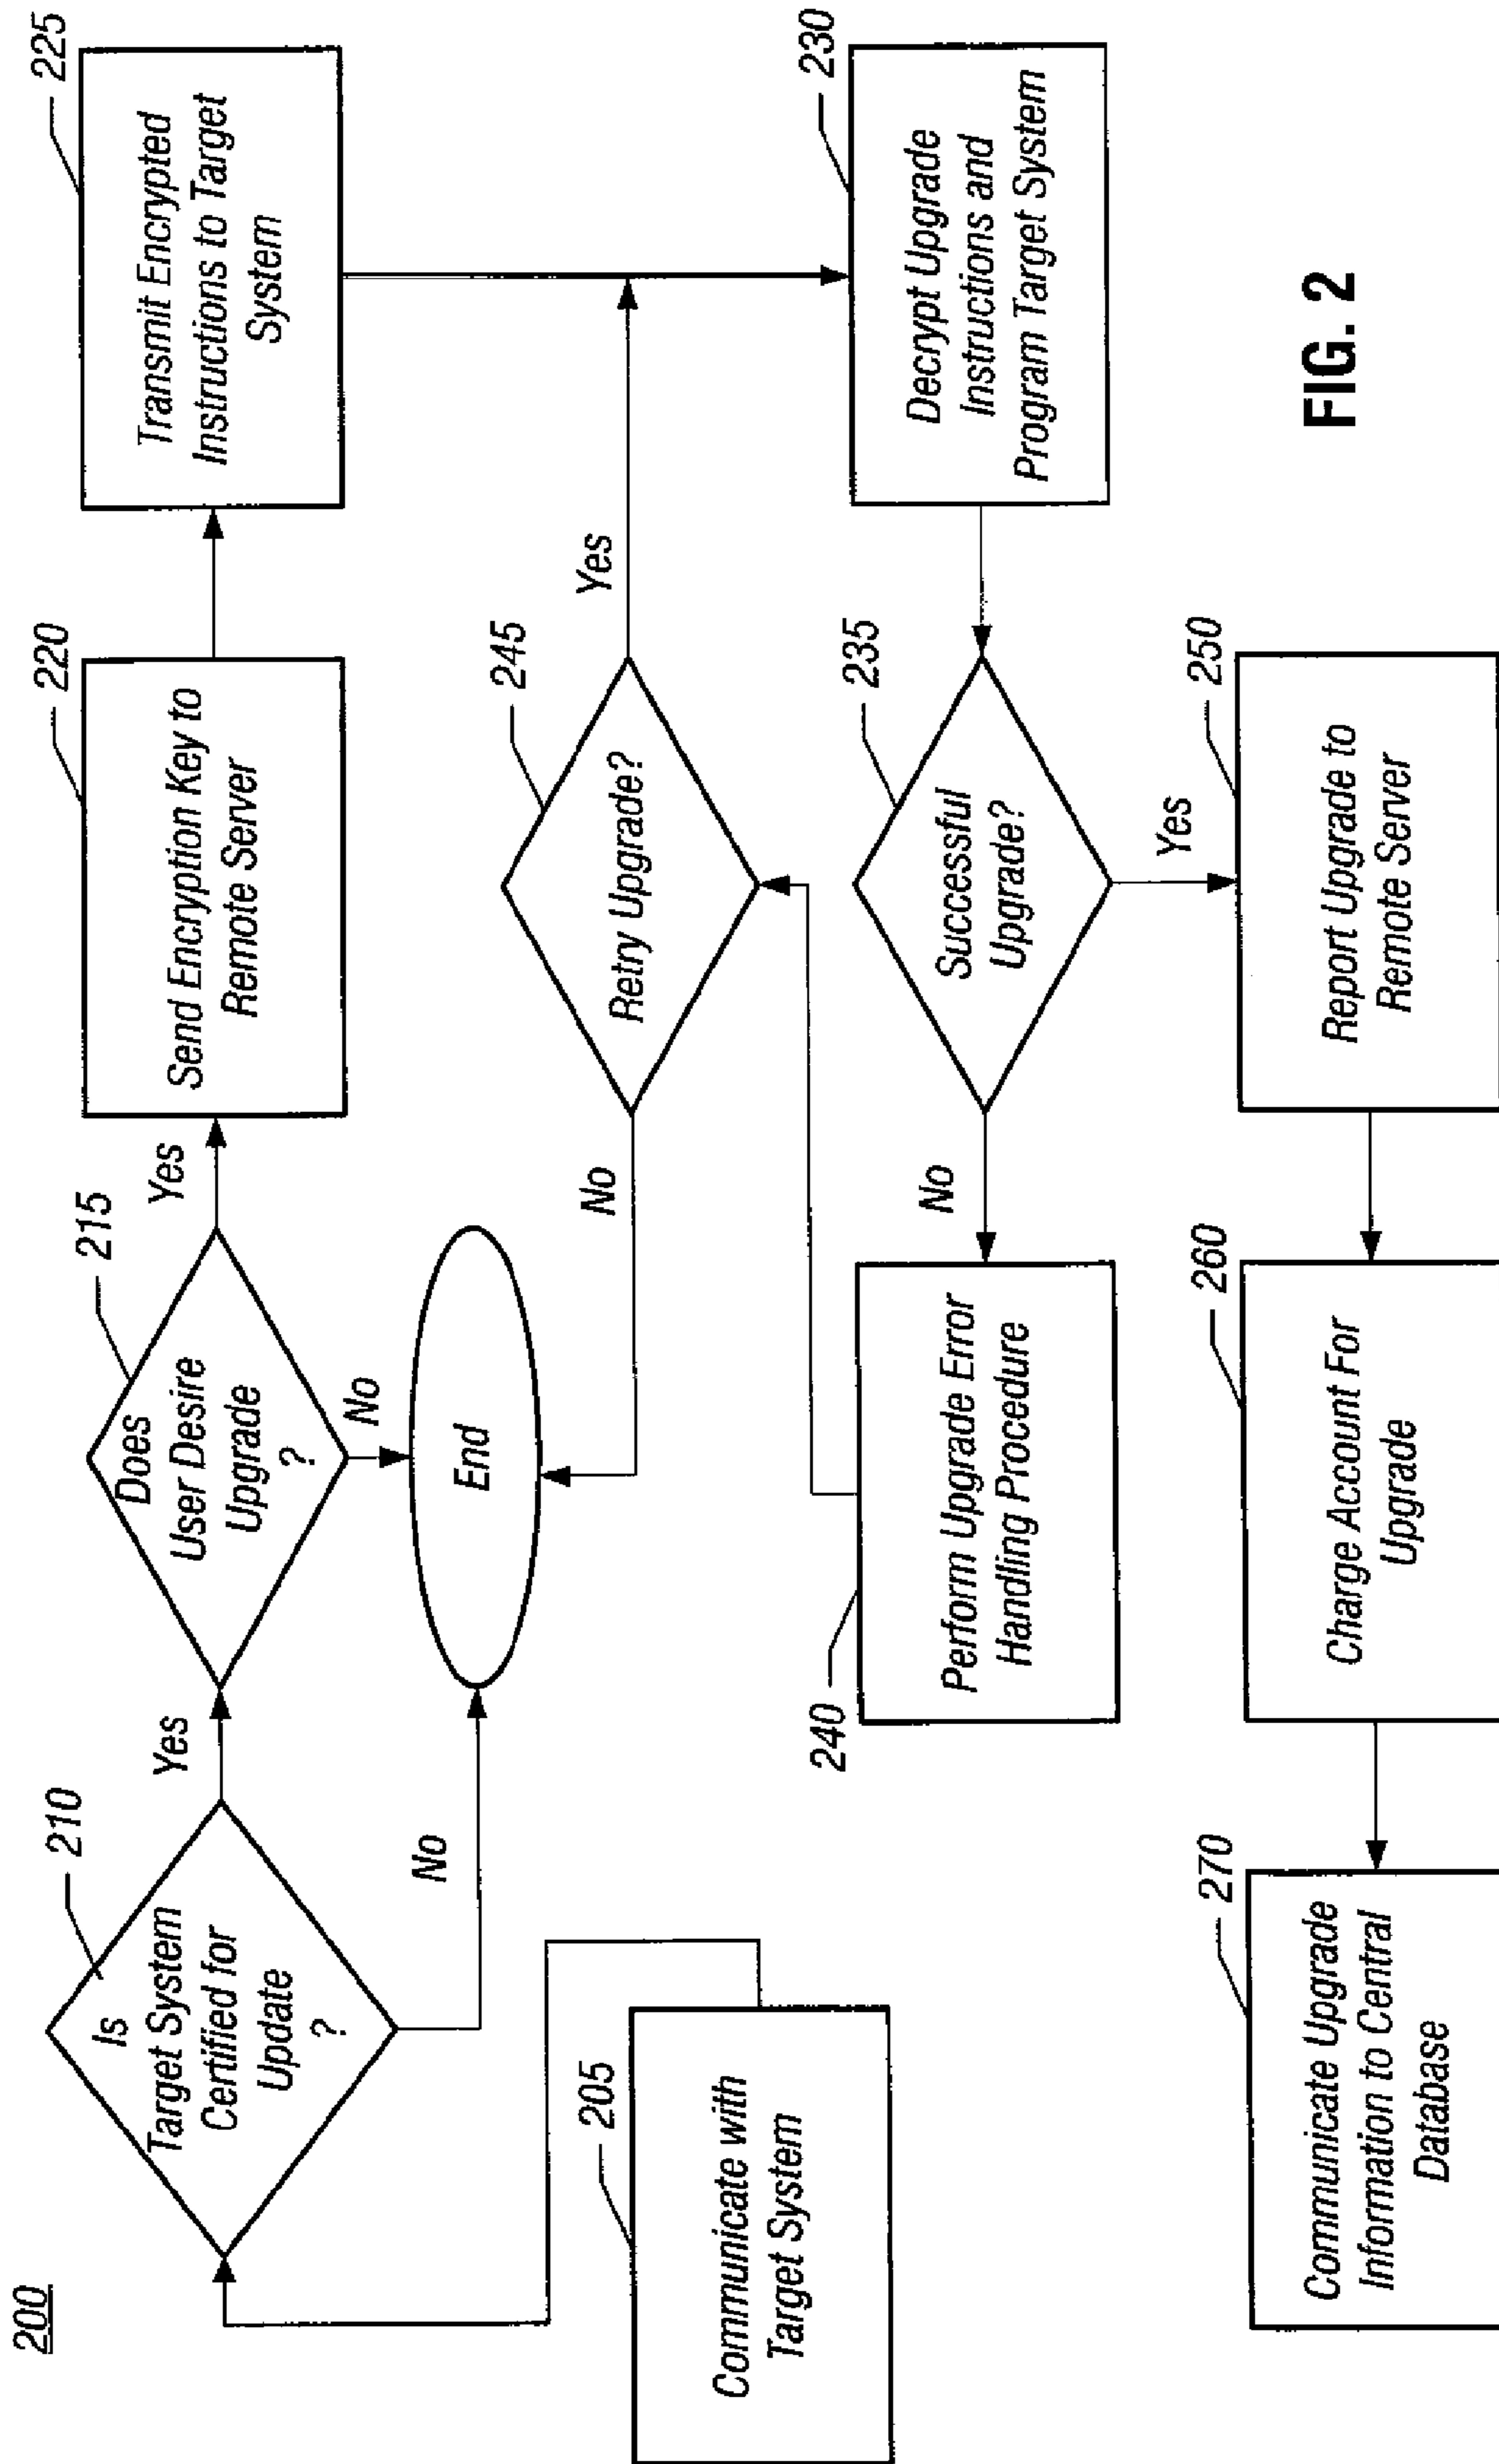 200
205
Communicate with
Target System
210
Is
Target System
Certified for
Update
?
Yes
No
215
Does
User Desire
Upgrade
?
Yes
No
End
220
Send Encryption Key to
Remote Server
225
Transmit Encrypted
Instructions to Target
System
230
Decrypt Upgrade
Instructions and
Program Target System
235
Successful
Upgrade?
No
Yes
240
Perform Upgrade Error
Handling Procedure
245
Retry Upgrade?
Yes
No
250
Report Upgrade to
Remote Server
260
Charge Account For
Upgrade
270
Communicate Upgrade
Information to Central
Database
FIG. 2